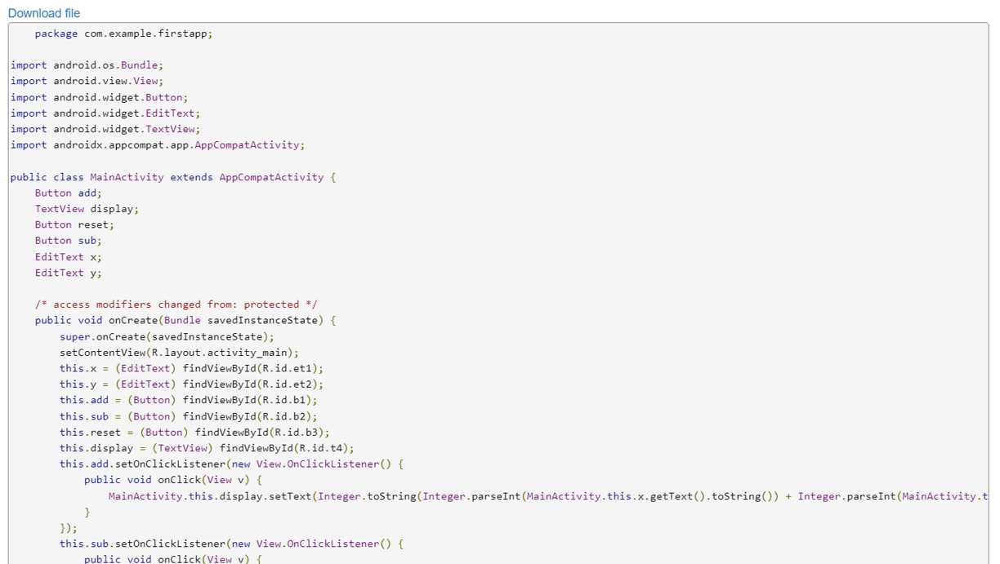 Download file
package com.example.firstapp;
import android.os.Bundle;
import android.view.View;
import android.widget.Button;
import android.widget.EditText;
import android.widget.TextView;
import androidx.appcompat.app.AppCompatActivity;
public class MainActivity extends AppCompatActivity {
Button add;
TextView display;
Button reset;
Button sub;
EditText x;
EditText y;
/* access modifiers changed from: protected */
public void onCreate(Bundle savedInstanceState) {
super.onCreate(savedInstanceState);
setContentView(R.layout.activity_main);
this.x = (EditText) findViewById(R.id.et1);
this.y = (EditText) findViewById(R.id.et2);
this.add = (Button) findViewById(R.id.b1);
this.sub = (Button) findViewById(R.id.b2);
this.reset = (Button) findViewById(R.id.b3);
this.display = (TextView) findViewById(R.id.t4);
this.add.setOnClickListener(new View.OnClickListener() {
public void onClick(View v) {
MainActivity.this.display.setText(Integer.toString(Integer.parseInt(MainActivity.this.x.getText().toString()) + Integer.parseInt(MainActivity.t
}
});
this.sub.setOnClickListener(new View.OnClickListener() {
public void onClick(View v) {